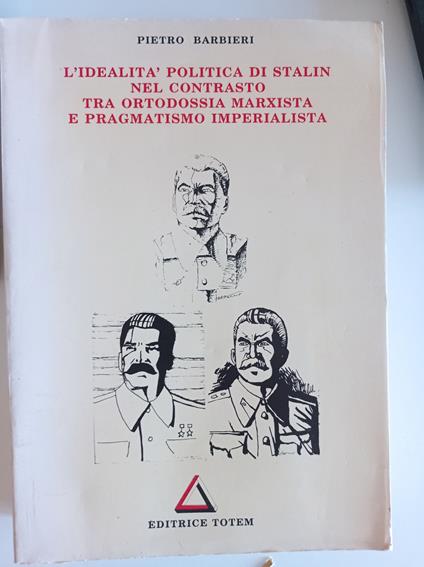 PIETRO BARBIERI
L'IDEALITA' POLITICA DI STALIN
NEL CONTRASTO
TRA ORTODOSSIA MARXISTA
E PRAGMATISMO IMPERIALISTA
EDITRICE TOTEM